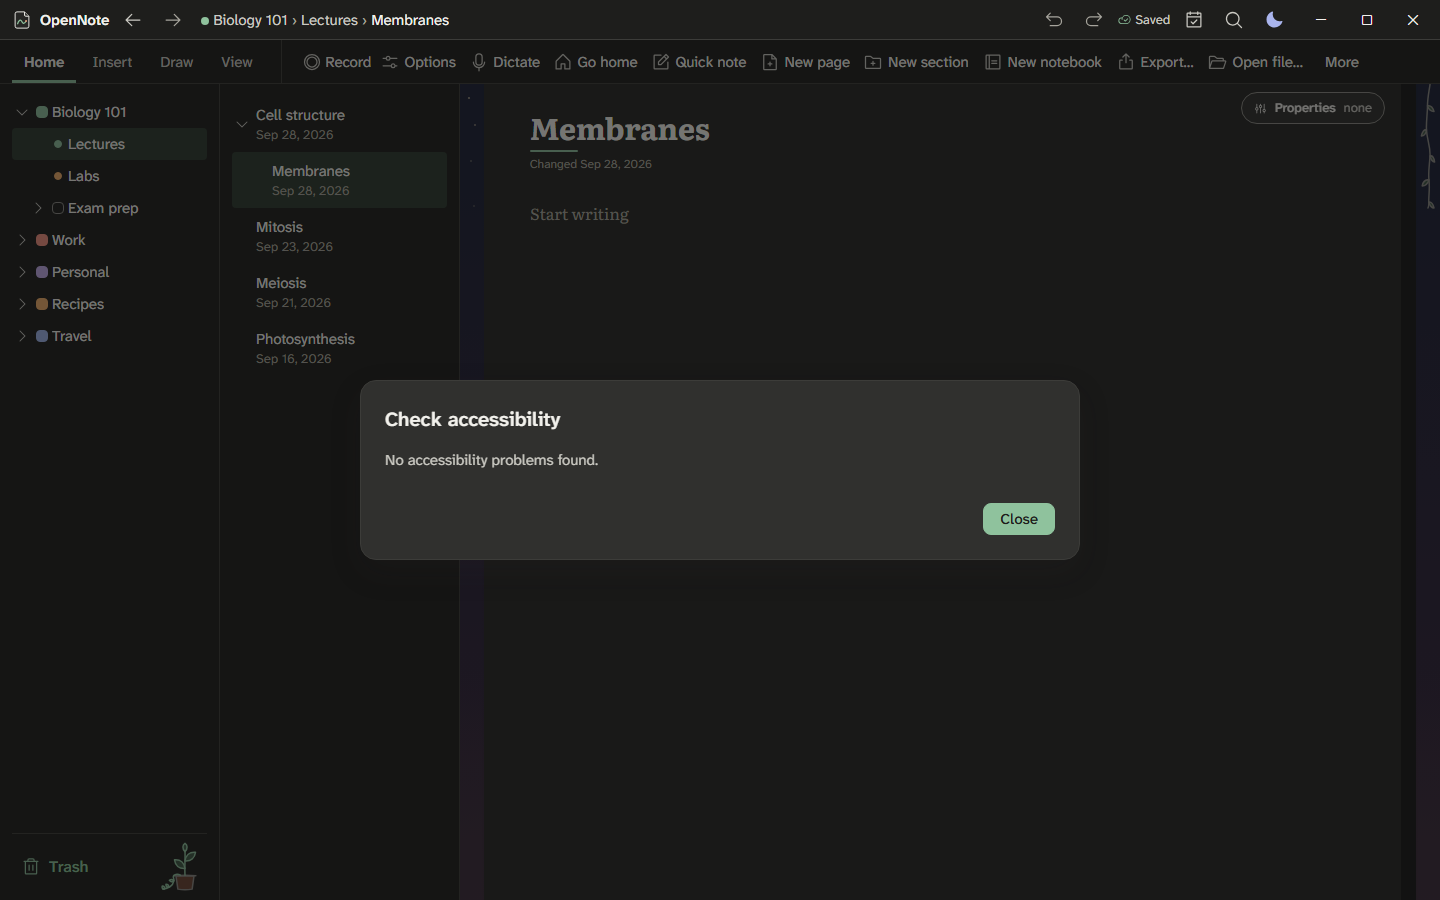 OpenNote
Biology 101 › Lectures › Membranes
Saved
Home Insert Draw View
Record Options Dictate Go home Quick note New page New section New notebook Export... Open file... More
Biology 101
Lectures
Labs
Exam prep
Work
Personal
Recipes
Travel
Trash
Cell structure
Sep 28, 2026
Membranes
Sep 28, 2026
Mitosis
Sep 23, 2026
Meiosis
Sep 21, 2026
Photosynthesis
Sep 16, 2026
Properties none
Membranes
Changed Sep 28, 2026
Start writing
Check accessibility
No accessibility problems found.
Close